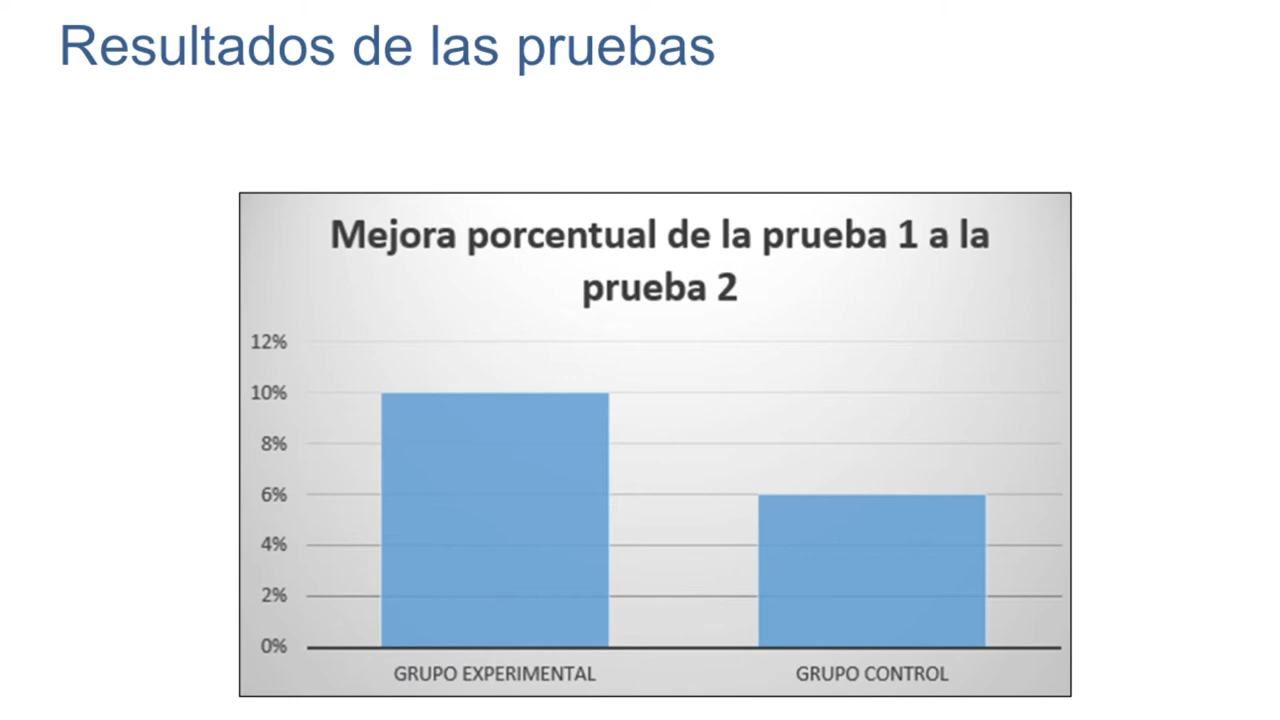 Resultados de las pruebas
Mejora porcentual de la prueba 1 a la
prueba 2
12%
10%
8%
6%
4%
2%
0%
GRUPO EXPERIMENTAL
GRUPO CONTROL